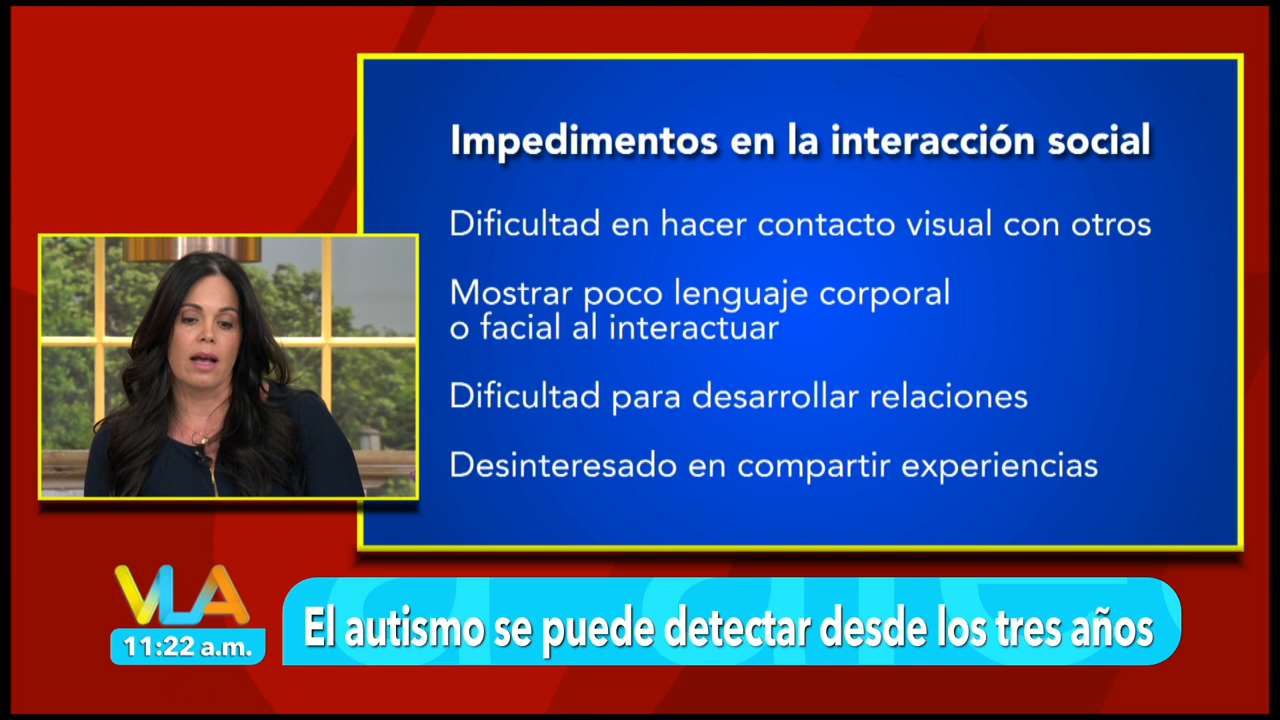 Impedimentos en la interacción social
Dificultad en hacer contacto visual con otros
Mostrar poco lenguaje corporal
o facial al interactuar
Dificultad para desarrollar relaciones
Desinteresado en compartir experiencias
VLA
11:22 a.m.
El autismo se puede detectar desde los tres años